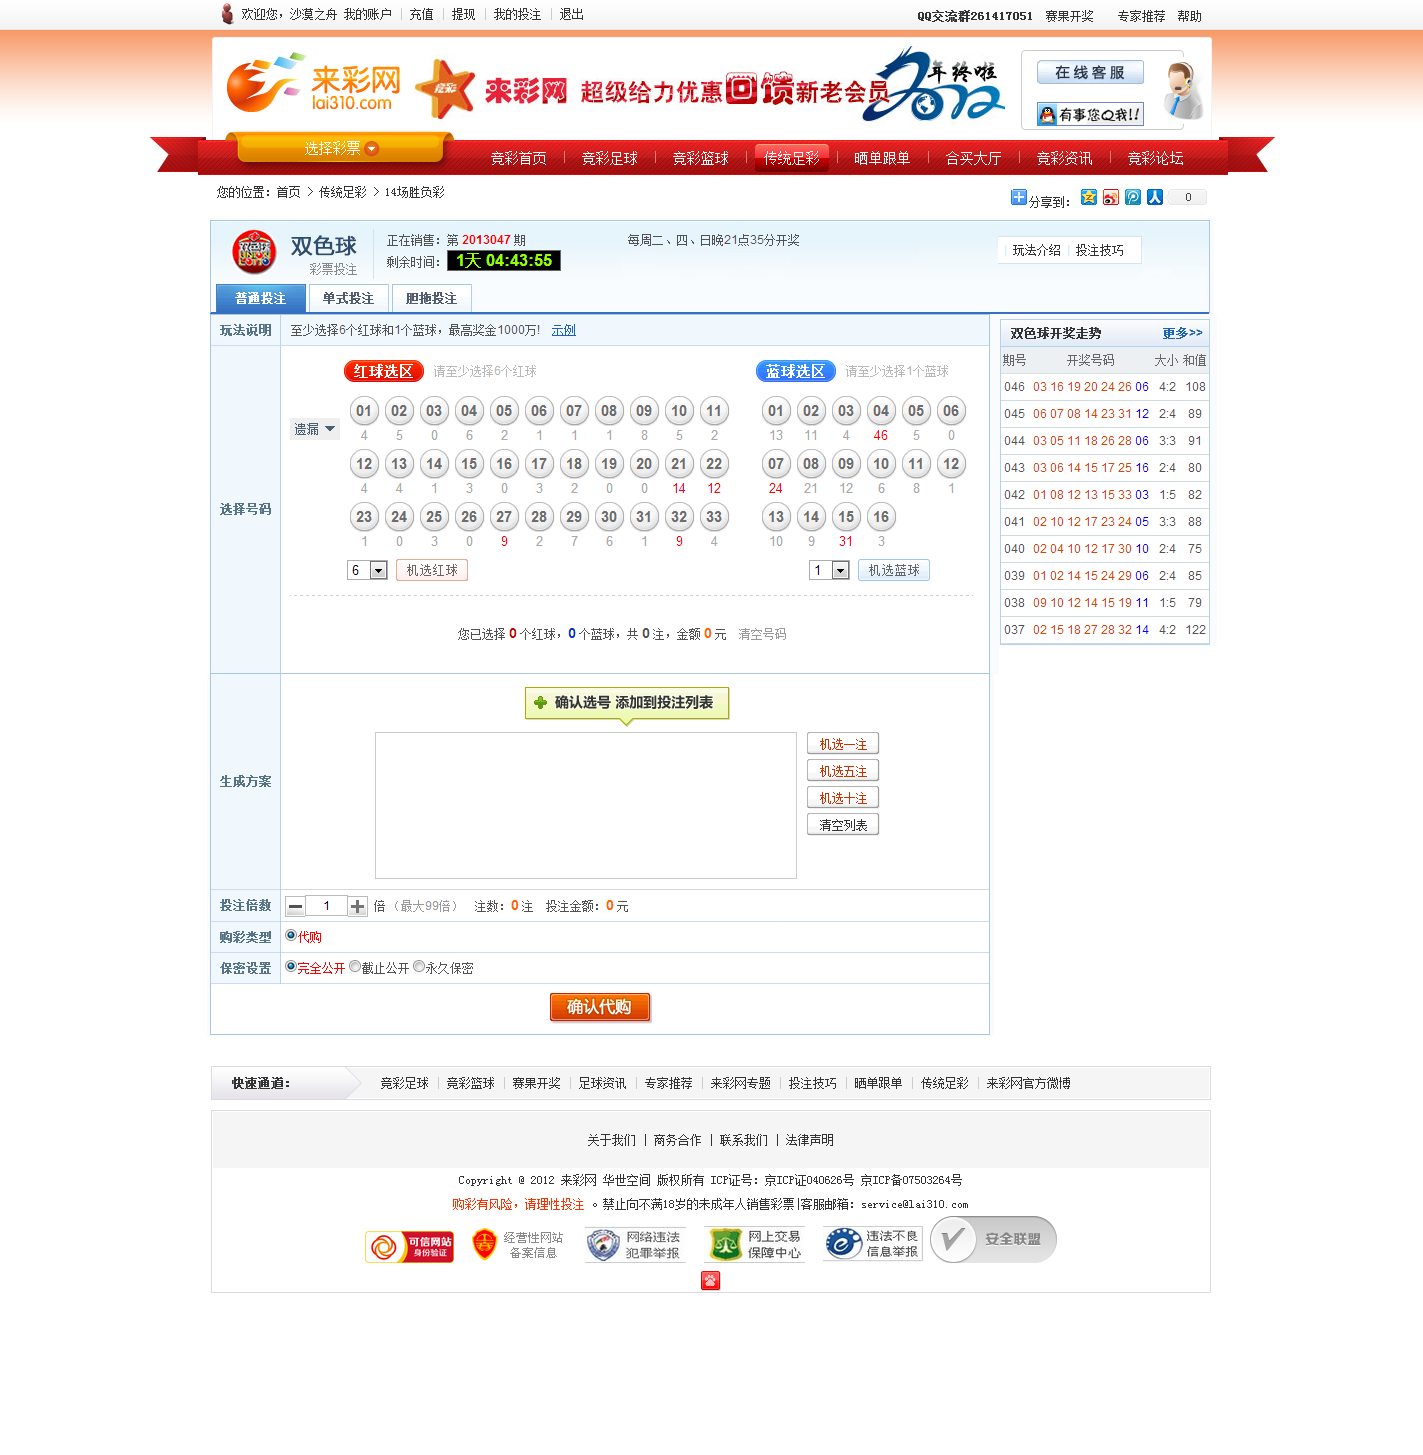 欢迎您，沙漠之舟 我的账户 充值 提现 我的投注 退出
QQ交流群261417051 赛果开奖 专家推荐 帮助
来彩网
lai310.com
来彩网 超级给力优惠回馈新老会员
2012年终啦
在线客服
有事您Q我!!
选择彩票
竞彩首页 竞彩足球 竞彩篮球 传统足彩 晒单跟单 合买大厅 竞彩资讯 竞彩论坛
您的位置：首页 > 传统足彩 > 14场胜负彩
分享到： 0
双色球
彩票投注
正在销售：第 2013047 期
剩余时间：1天 04:43:55
每周二、四、日晚21点35分开奖
玩法介绍 投注技巧
普通投注 单式投注 胆拖投注
玩法说明 至少选择6个红球和1个蓝球，最高奖金1000万! 示例
选择号码
红球选区 请至少选择6个红球
蓝球选区 请至少选择1个蓝球
遗漏
01 02 03 04 05 06 07 08 09 10 11
4 5 0 6 2 1 1 1 8 5 2
12 13 14 15 16 17 18 19 20 21 22
4 4 1 3 0 3 2 0 0 14 12
23 24 25 26 27 28 29 30 31 32 33
1 0 3 0 9 2 7 6 1 9 4
6 机选红球
01 02 03 04 05 06
13 11 4 46 5 0
07 08 09 10 11 12
24 21 12 6 8 1
13 14 15 16
10 9 31 3
1 机选蓝球
您已选择 0 个红球，0 个蓝球，共 0 注，金额 0 元 清空号码
双色球开奖走势 更多>>
期号 开奖号码 大小 和值
046 03 16 19 20 24 26 06 4:2 108
045 06 07 08 14 23 31 12 2:4 89
044 03 05 11 18 26 28 06 3:3 91
043 03 06 14 15 17 25 16 2:4 80
042 01 08 12 13 15 33 03 1:5 82
041 02 10 12 17 23 24 05 3:3 88
040 02 04 10 12 17 30 10 2:4 75
039 01 02 14 15 24 29 06 2:4 85
038 09 10 12 14 15 19 11 1:5 79
037 02 15 18 27 28 32 14 4:2 122
生成方案
确认选号 添加到投注列表
机选一注
机选五注
机选十注
清空列表
投注倍数 1 倍 （最大99倍） 注数：0 注 投注金额：0 元
购彩类型 代购
保密设置 完全公开 截止公开 永久保密
确认代购
快速通道： 竞彩足球 竞彩篮球 赛果开奖 足球资讯 专家推荐 来彩网专题 投注技巧 晒单跟单 传统足彩 来彩网官方微博
关于我们 | 商务合作 | 联系我们 | 法律声明
Copyright @ 2012 来彩网 华世空间 版权所有 ICP证号：京ICP证040626号 京ICP备07503264号
购彩有风险，请理性投注 。禁止向不满18岁的未成年人销售彩票|客服邮箱：service@lai310.com
可信网站
身份验证
经营性网站
备案信息
网络违法
犯罪举报
网上交易
保障中心
违法不良
信息举报
安全联盟